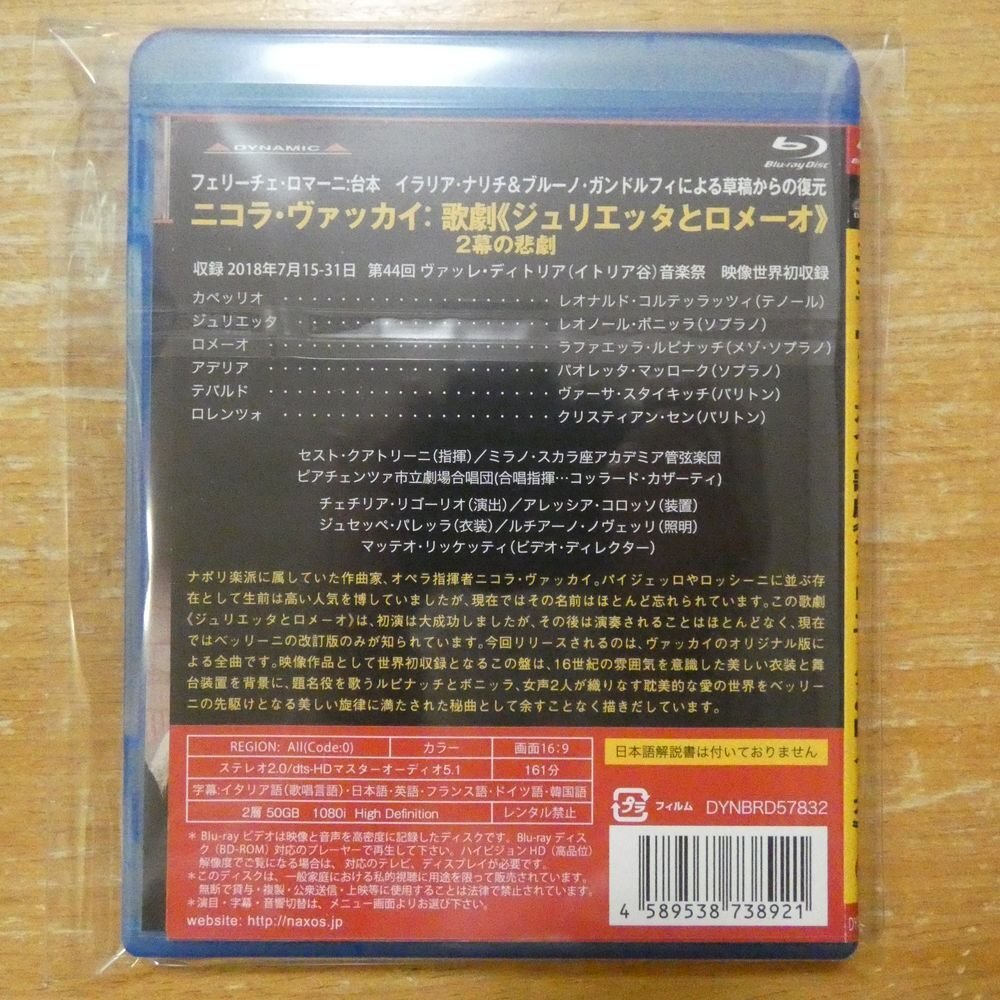 DYNAMIC
Blu-ray Disc
フェリーチェ・ロマーニ:台本　イラリア・ナリチ&ブルーノ・ガンドルフィによる草稿からの復元
ニコラ・ヴァッカイ: 歌劇《ジュリエッタとロメーオ》
2幕の悲劇
収録 2018年7月15-31日　第44回 ヴァッレ・ディトリア(イトリア谷)音楽祭　映像世界初収録
カペッリオ ・・・・・・・・・・・・・・・・・・・・ レオナルド・コルテッラッツィ(テノール)
ジュリエッタ ・・・・・・・・・・・・・・・・・・・・ レオノール・ボニッラ(ソプラノ)
ロメーオ ・・・・・・・・・・・・・・・・・・・・ ラファエッラ・ルピナッチ(メゾ・ソプラノ)
アデリア ・・・・・・・・・・・・・・・・・・・・ パオレッタ・マッローク(ソプラノ)
テバルド ・・・・・・・・・・・・・・・・・・・・ ヴァーサ・スタイキッチ(バリトン)
ロレンツォ ・・・・・・・・・・・・・・・・・・・・ クリスティアン・セン(バリトン)
セスト・クアトリーニ(指揮)／ミラノ・スカラ座アカデミア管弦楽団
ピアチェンツァ市立劇場合唱団(合唱指揮…コッラード・カザーティ)
チェチリア・リゴーリオ(演出)／アレッシア・コロッソ(装置)
ジュセッペ・パレッラ(衣装)／ルチアーノ・ノヴェッリ(照明)
マッテオ・リッケッティ(ビデオ・ディレクター)
ナポリ楽派に属していた作曲家、オペラ指揮者ニコラ・ヴァッカイ。パイジェッロやロッシーニに並ぶ存
在として生前は高い人気を博していましたが、現在ではその名前はほとんど忘れられています。この歌劇
《ジュリエッタとロメーオ》は、初演は大成功しましたが、その後は演奏されることはほとんどなく、現在
ではベッリーニの改訂版のみが知られています。今回リリースされるのは、ヴァッカイのオリジナル版によ
る全曲です。映像作品として世界初収録となるこの盤は、16世紀の雰囲気を意識した美しい衣装と舞
台装置を背景に、題名役を歌うルピナッチとボニッラ、女声2人が織りなす耽美的な愛の世界をベッリー
ニの先駆けとなる美しい旋律に満たされた秘曲として余すことなく描きだしています。
REGION: All(Code:0) カラー 画面16:9
ステレオ2.0/dts-HDマスターオーディオ5.1 161分
字幕:イタリア語(歌唱言語)・日本語・英語・フランス語・ドイツ語・韓国語
2層 50GB 1080i High Definition レンタル禁止
日本語解説書は付いておりません
プラ フィルム DYNBRD57832
＊Blu-ray ビデオは映像と音声を高密度に記録したディスクです。Blu-ray ディス
ク (BD-ROM) 対応のプレーヤーで再生して下さい。ハイビジョンHD (高品位)
解像度でご覧になる場合は、対応のテレビ、ディスプレイが必要です。
＊このディスクは、一般家庭における私的視聴に用途を限って販売されています。
無断で貸与・複製・公衆送信・上映等に使用することは法律で禁止されています。
＊演目・字幕・音響切替は、メニュー画面よりお選び下さい。
website: http://naxos.jp
4 589538 738921